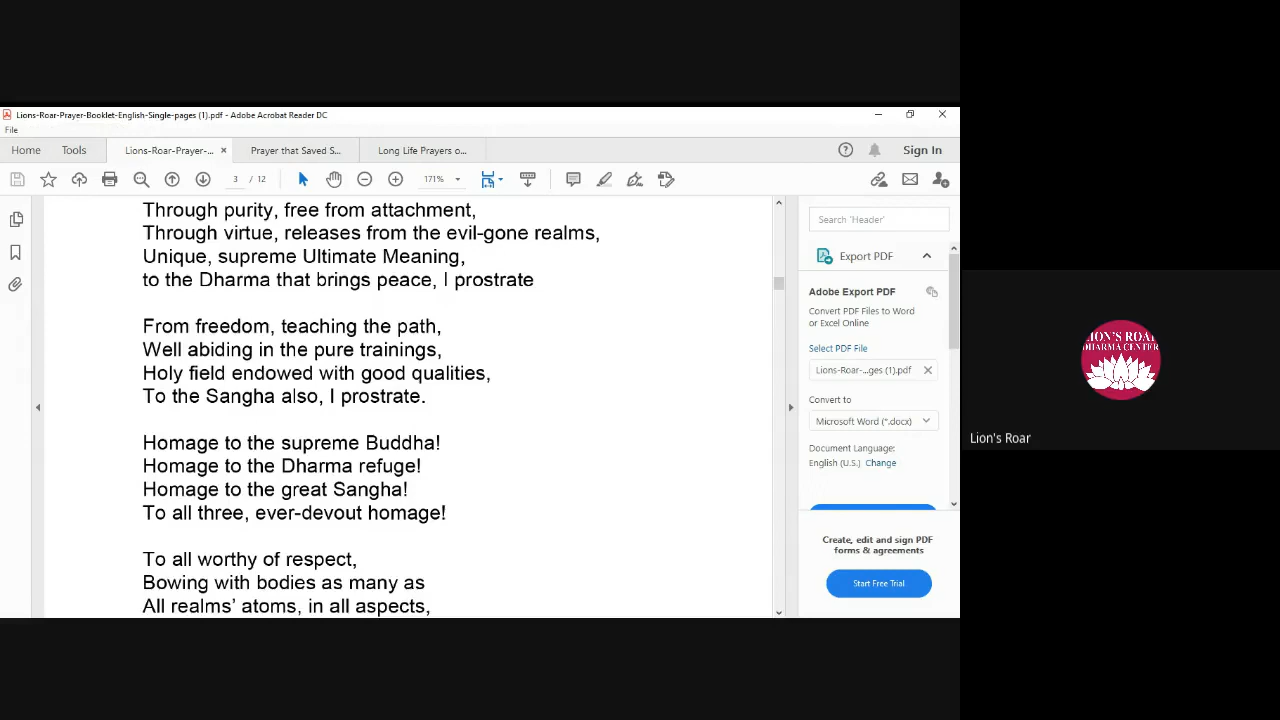 Lions-Roar-Prayer-Booklet-English-Single-pages (1).pdf - Adobe Acrobat Reader DC
File
Home Tools Lions-Roar-Prayer-... × Prayer that Saved S... Long Life Prayers o... Sign In
3 / 12 171%
Through purity, free from attachment,
Through virtue, releases from the evil-gone realms,
Unique, supreme Ultimate Meaning,
to the Dharma that brings peace, I prostrate
From freedom, teaching the path,
Well abiding in the pure trainings,
Holy field endowed with good qualities,
To the Sangha also, I prostrate.
Homage to the supreme Buddha!
Homage to the Dharma refuge!
Homage to the great Sangha!
To all three, ever-devout homage!
To all worthy of respect,
Bowing with bodies as many as
All realms' atoms, in all aspects,
Search 'Header'
Export PDF
Adobe Export PDF
Convert PDF Files to Word
or Excel Online
Select PDF File
Lions-Roar-...ges (1).pdf
Convert to
Microsoft Word (*.docx)
Document Language:
English (U.S.) Change
Create, edit and sign PDF
forms & agreements
Start Free Trial
LION'S ROAR
DHARMA CENTER
Lion's Roar